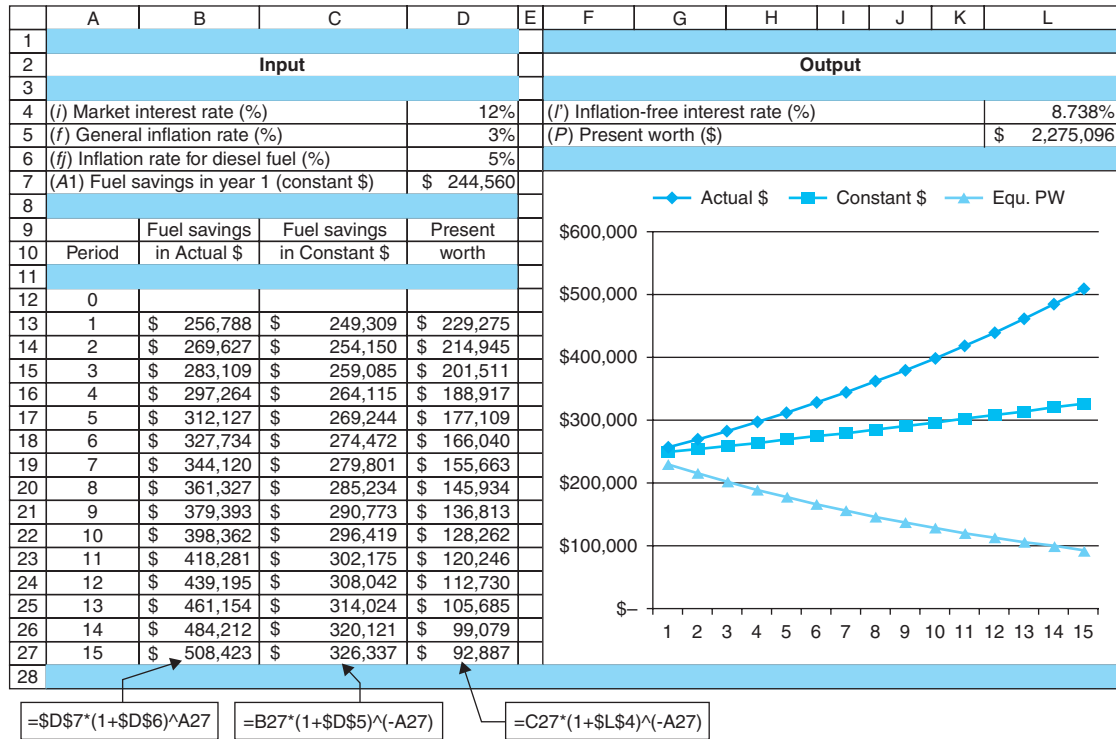 A B C D E F G H I J K L
1
2 Input Output
3
4 (i) Market interest rate (%) 12% (I') Inflation-free interest rate (%) 8.738%
5 (f) General inflation rate (%) 3% (P) Present worth ($) $ 2,275,096
6 (fj) Inflation rate for diesel fuel (%) 5%
7 (A1) Fuel savings in year 1 (constant $) $ 244,560
8
9 Fuel savings Fuel savings Present
10 Period in Actual $ in Constant $ worth
11
12 0
13 1 $ 256,788 $ 249,309 $ 229,275
14 2 $ 269,627 $ 254,150 $ 214,945
15 3 $ 283,109 $ 259,085 $ 201,511
16 4 $ 297,264 $ 264,115 $ 188,917
17 5 $ 312,127 $ 269,244 $ 177,109
18 6 $ 327,734 $ 274,472 $ 166,040
19 7 $ 344,120 $ 279,801 $ 155,663
20 8 $ 361,327 $ 285,234 $ 145,934
21 9 $ 379,393 $ 290,773 $ 136,813
22 10 $ 398,362 $ 296,419 $ 128,262
23 11 $ 418,281 $ 302,175 $ 120,246
24 12 $ 439,195 $ 308,042 $ 112,730
25 13 $ 461,154 $ 314,024 $ 105,685
26 14 $ 484,212 $ 320,121 $ 99,079
27 15 $ 508,423 $ 326,337 $ 92,887
28
Actual $ Constant $ Equ. PW
$600,000
$500,000
$400,000
$300,000
$200,000
$100,000
$–
1 2 3 4 5 6 7 8 9 10 11 12 13 14 15
=$D$7*(1+$D$6)^A27 =B27*(1+$D$5)^(-A27) =C27*(1+$L$4)^(-A27)